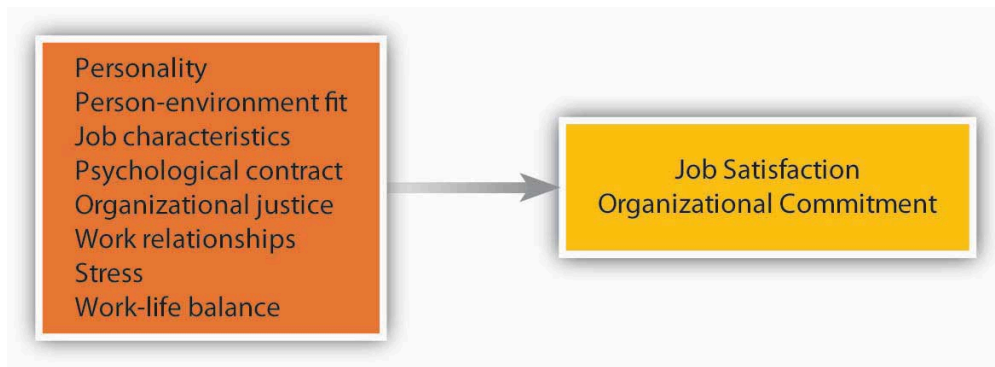 Personality
Person-environment fit
Job characteristics
Psychological contract
Organizational justice
Work relationships
Stress
Work-life balance
Job Satisfaction
Organizational Commitment